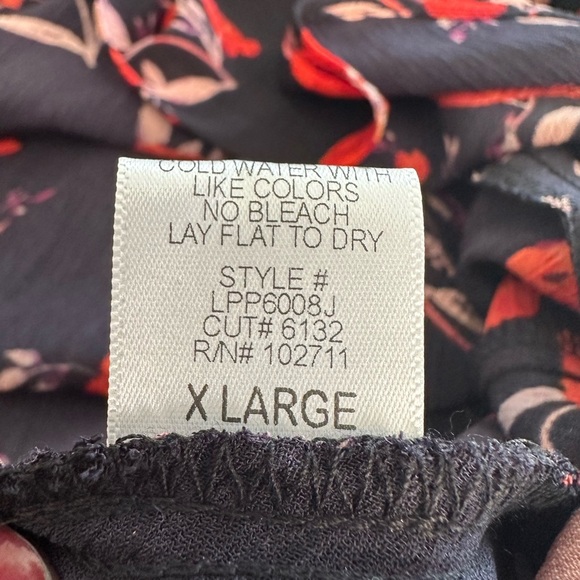 COLD WATER WITH
LIKE COLORS
NO BLEACH
LAY FLAT TO DRY
STYLE #
LPP6008J
CUT# 6132
R/N# 102711
X LARGE